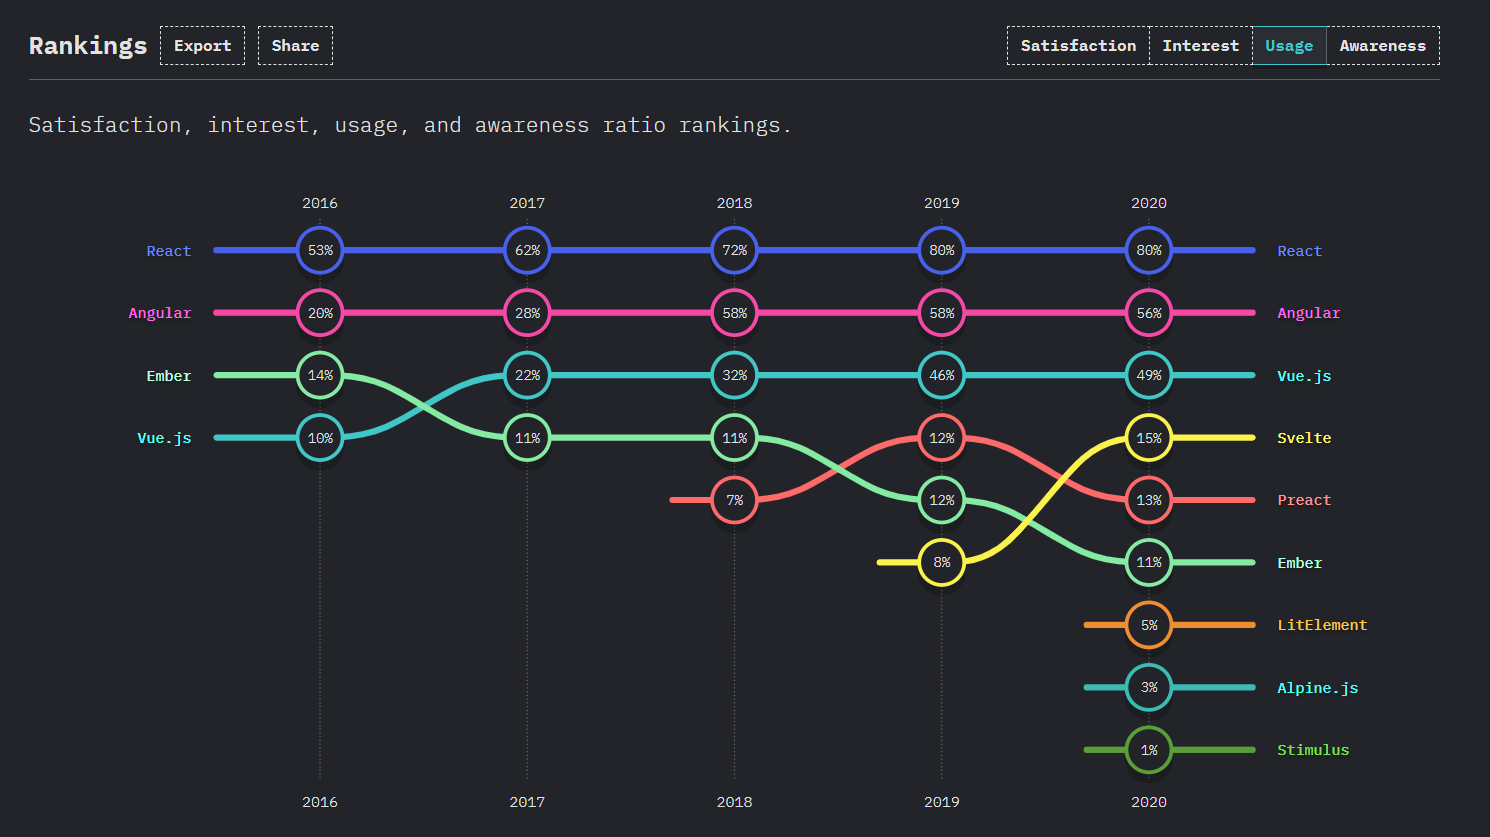 Rankings Export Share Satisfaction Interest Usage Awareness
Satisfaction, interest, usage, and awareness ratio rankings.
2016 2017 2018 2019 2020
React 53% 62% 72% 80% 80% React
Angular 20% 28% 58% 58% 56% Angular
Ember 14% 22% 32% 46% 49% Vue.js
Vue.js 10% 11% 11% 12% 15% Svelte
7% 12% 13% Preact
8% 11% Ember
5% LitElement
3% Alpine.js
1% Stimulus
2016 2017 2018 2019 2020